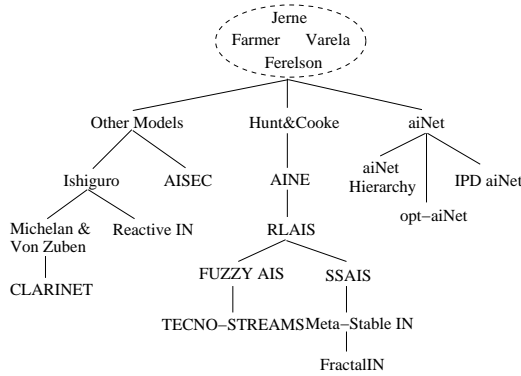 Jerne
Farmer Varela
Ferelson
Other Models Hunt&Cooke aiNet
Ishiguro AISEC AINE aiNet Hierarchy IPD aiNet
opt−aiNet
Michelan & Von Zuben Reactive IN RLAIS
CLARINET FUZZY AIS SSAIS
TECNO−STREAMS Meta−Stable IN
FractalIN